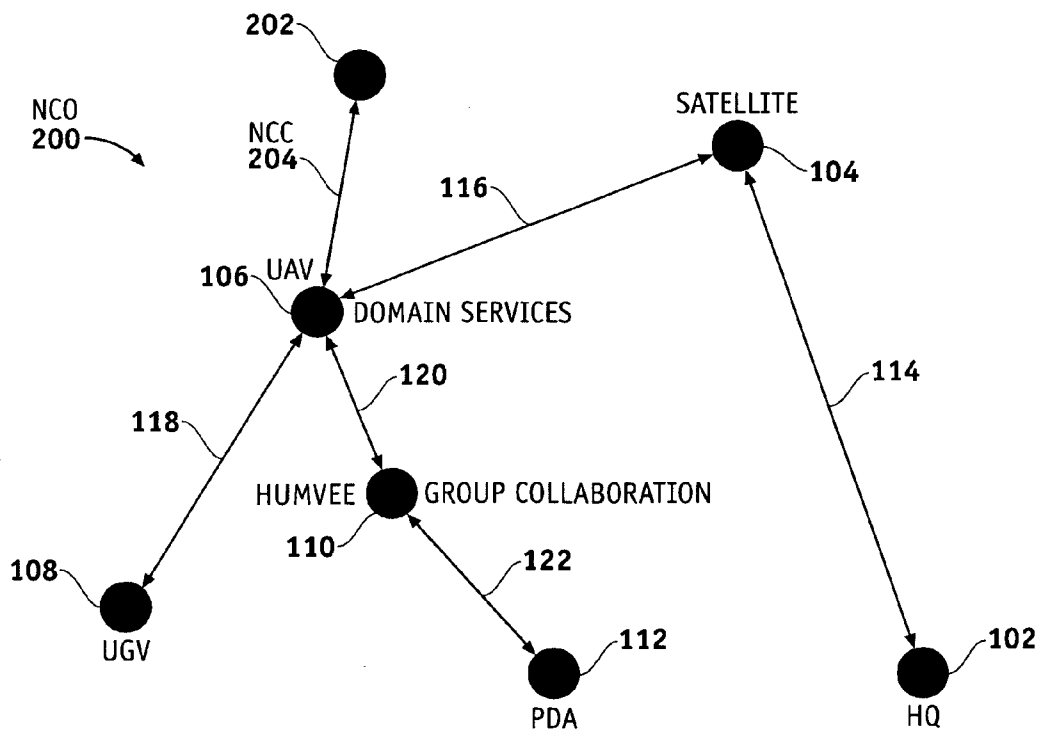 202
NCO
200
NCC
204
SATELLITE
104
116
UAV
106
DOMAIN SERVICES
120
114
118
HUMVEE
GROUP COLLABORATION
110
122
108
UGV
112
PDA
102
HQ